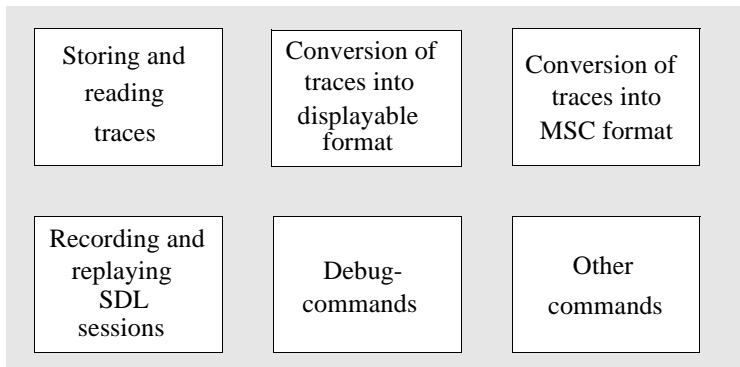 Storing and
reading
traces
Conversion of
traces into
displayable
format
Conversion of
traces into
MSC format
Recording and
replaying
SDL
sessions
Debug-
commands
Other
commands